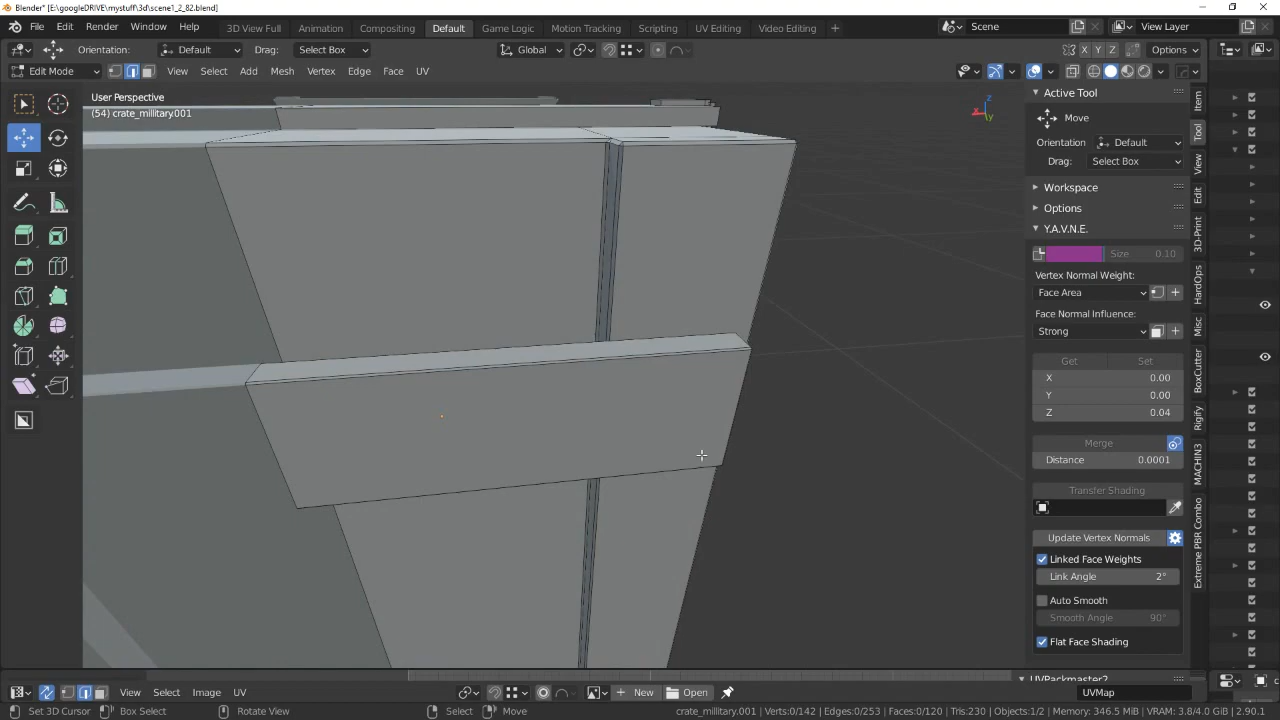 Blender* [E:\googleDRIVE\mystuff\3d\scene1_2_82.blend]
File Edit Render Window Help 3D View Full Animation Compositing Default Game Logic Motion Tracking Scripting UV Editing Video Editing + Scene View Layer
Orientation: Default Drag: Select Box Global X Y Z Options
Edit Mode View Select Add Mesh Vertex Edge Face UV
User Perspective
(54) crate_millitary.001
Z
X
Y
Active Tool
Move
Orientation Default
Drag: Select Box
Workspace
Options
Y.A.V.N.E.
Size 0.10
Vertex Normal Weight:
Face Area
Face Normal Influence:
Strong
Get Set
X 0.00
Y 0.00
Z 0.04
Merge
Distance 0.0001
Transfer Shading
Update Vertex Normals
Linked Face Weights
Link Angle 2°
Auto Smooth
Smooth Angle 90°
Flat Face Shading
UVPackmaster2
Item
Tool
View
Edit
3D-Print
HardOps
Misc
BoxCutter
Rigify
MACHIN3
Extreme PBR Combo
View Select Image UV New Open UVMap
Set 3D Cursor Box Select Rotate View Select Move crate_millitary.001 | Verts:0/142 | Edges:0/253 | Faces:0/120 | Tris:230 | Objects:1/2 | Memory: 346.5 MiB | VRAM: 3.8/4.0 GiB | 2.90.1